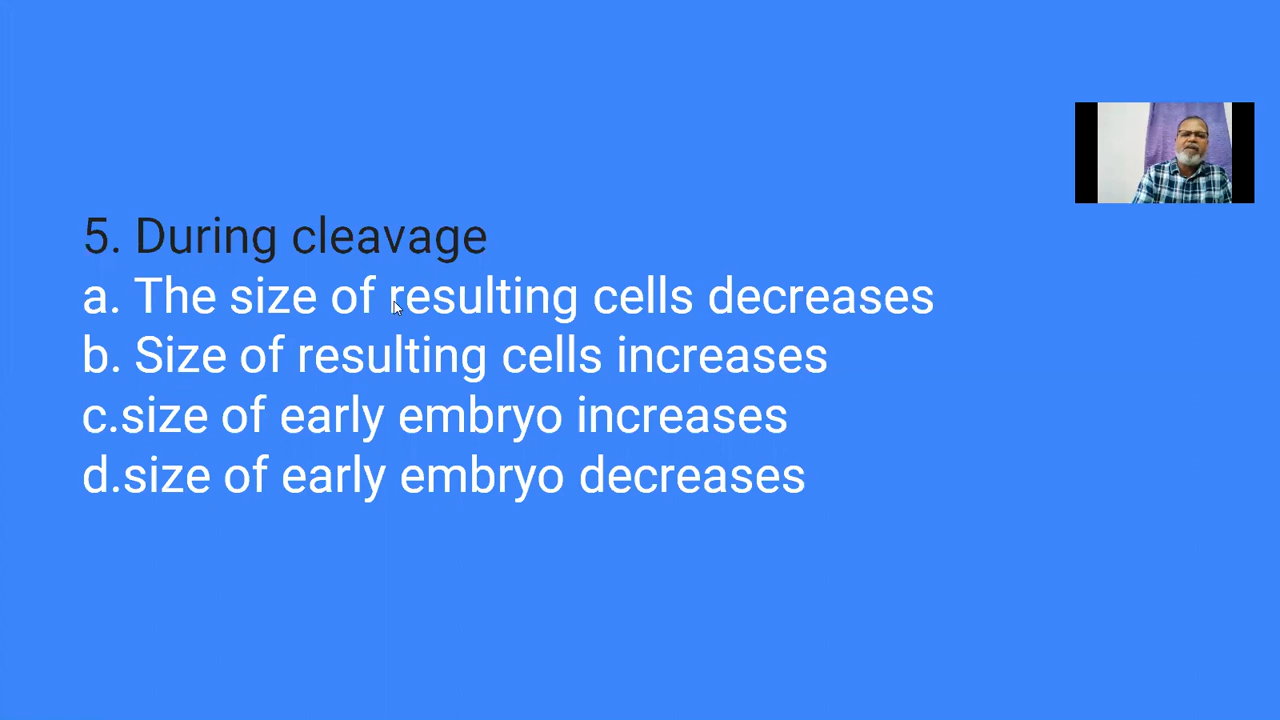 5. During cleavage
a. The size of resulting cells decreases
b. Size of resulting cells increases
c.size of early embryo increases
d.size of early embryo decreases